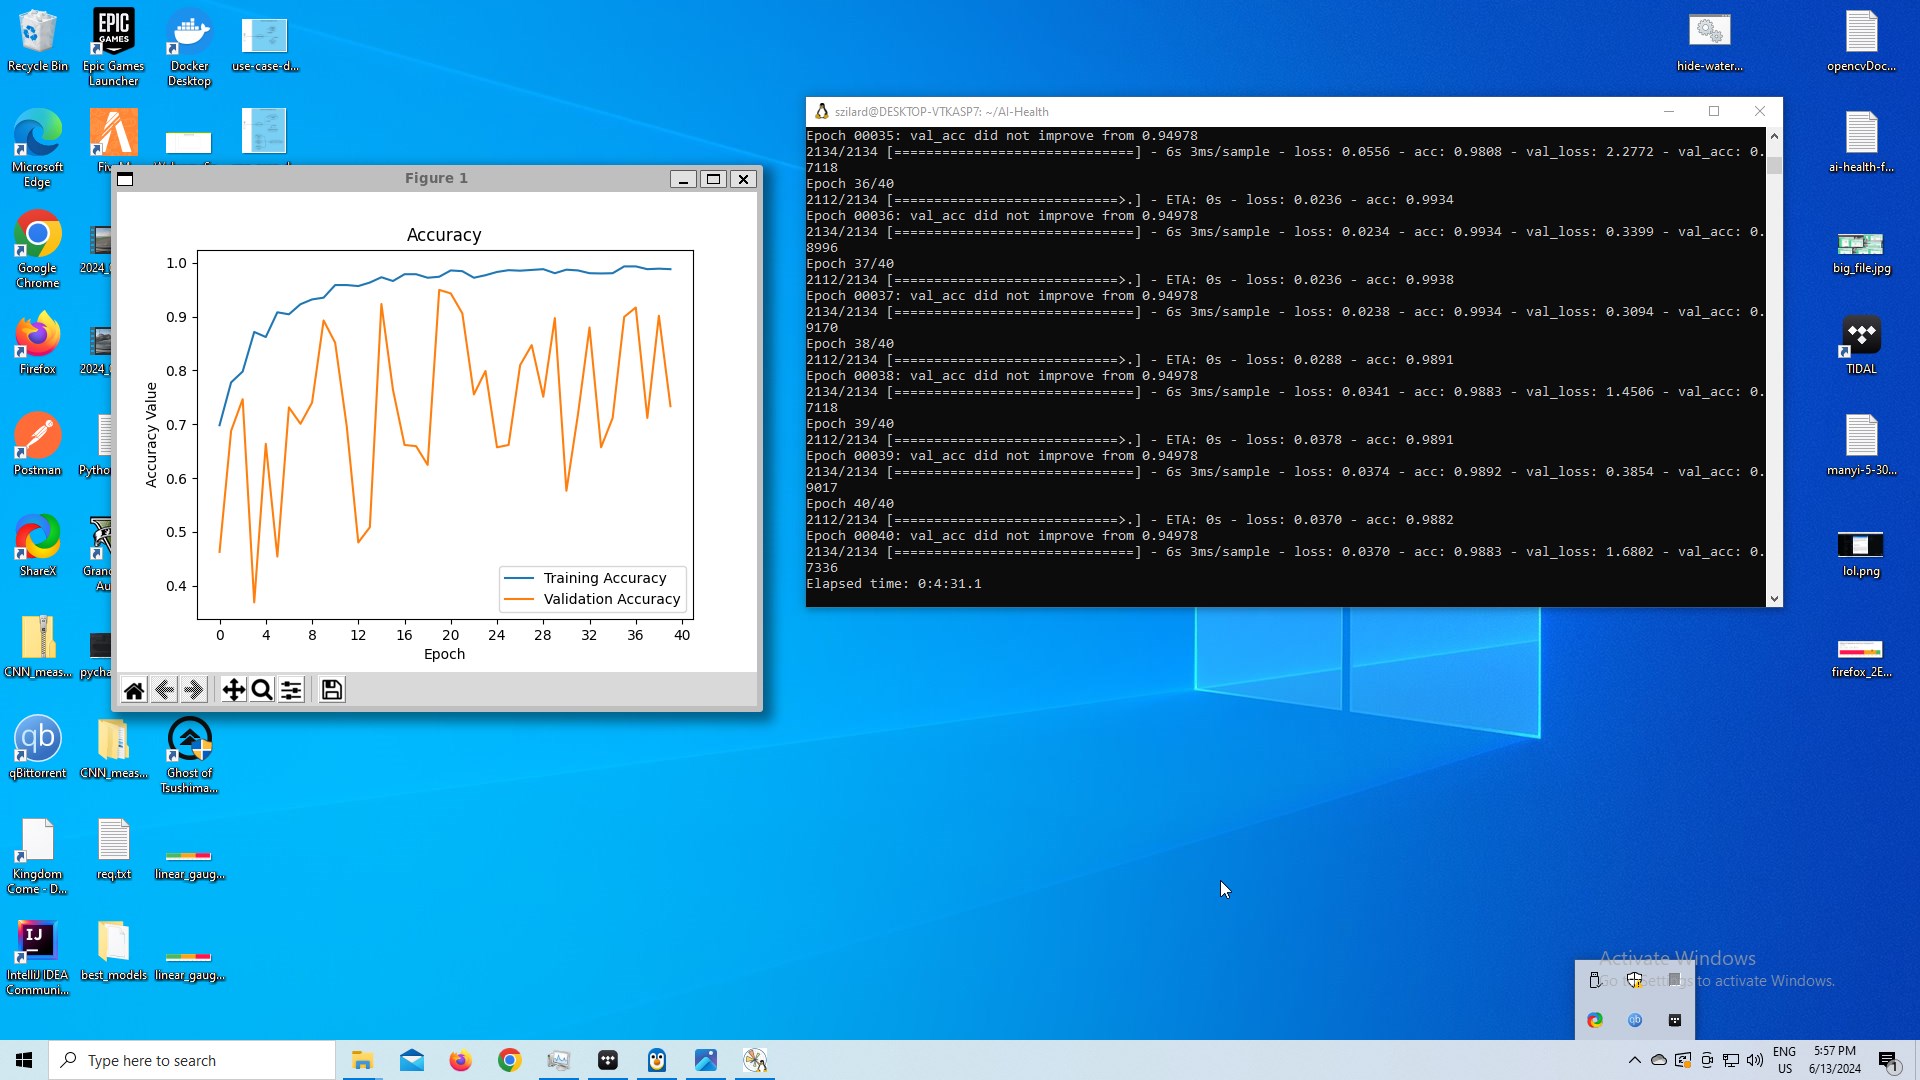 Recycle Bin
Epic Games
Launcher
Docker
Desktop
use-case-d...
hide-water...
opencvDoc...
EPIC
GAMES
Microsoft
Edge
ai-health-f...
szilard@DESKTOP-VTKASP7: ~/AI-Health
Epoch 00035: val_acc did not improve from 0.94978
2134/2134 [==============================] - 6s 3ms/sample - loss: 0.0556 - acc: 0.9808 - val_loss: 2.2772 - val_acc: 0.
7118
Epoch 36/40
2112/2134 [============================>.] - ETA: 0s - loss: 0.0236 - acc: 0.9934
Epoch 00036: val_acc did not improve from 0.94978
2134/2134 [==============================] - 6s 3ms/sample - loss: 0.0234 - acc: 0.9934 - val_loss: 0.3399 - val_acc: 0.
8996
Epoch 37/40
2112/2134 [============================>.] - ETA: 0s - loss: 0.0236 - acc: 0.9938
Epoch 00037: val_acc did not improve from 0.94978
2134/2134 [==============================] - 6s 3ms/sample - loss: 0.0238 - acc: 0.9934 - val_loss: 0.3094 - val_acc: 0.
9170
Epoch 38/40
2112/2134 [============================>.] - ETA: 0s - loss: 0.0288 - acc: 0.9891
Epoch 00038: val_acc did not improve from 0.94978
2134/2134 [==============================] - 6s 3ms/sample - loss: 0.0341 - acc: 0.9883 - val_loss: 1.4506 - val_acc: 0.
7118
Epoch 39/40
2112/2134 [============================>.] - ETA: 0s - loss: 0.0378 - acc: 0.9891
Epoch 00039: val_acc did not improve from 0.94978
2134/2134 [==============================] - 6s 3ms/sample - loss: 0.0374 - acc: 0.9892 - val_loss: 0.3854 - val_acc: 0.
9017
Epoch 40/40
2112/2134 [============================>.] - ETA: 0s - loss: 0.0370 - acc: 0.9882
Epoch 00040: val_acc did not improve from 0.94978
2134/2134 [==============================] - 6s 3ms/sample - loss: 0.0370 - acc: 0.9883 - val_loss: 1.6802 - val_acc: 0.
7336
Elapsed time: 0:4:31.1
Figure 1
Accuracy
1.0
0.9
0.8
0.7
0.6
0.5
0.4
Accuracy Value
Training Accuracy
Validation Accuracy
0 4 8 12 16 20 24 28 32 36 40
Epoch
Google
Chrome
2024_
big_file.jpg
Firefox
2024_
TIDAL
Postman
Pytho
manyi-5-30...
ShareX
Gran
Au
lol.png
CNN_meas...
pycha
firefox_2E...
qb
qBittorrent
CNN_meas...
Ghost of
Tsushima...
Kingdom
Come - D...
req.txt
linear_gaug...
IJ
IntelliJ IDEA
Communi...
best_models
linear_gaug...
Activate Windows
Go to Settings to activate Windows.
qb
Type here to search
ENG
US
5:57 PM
6/13/2024
1